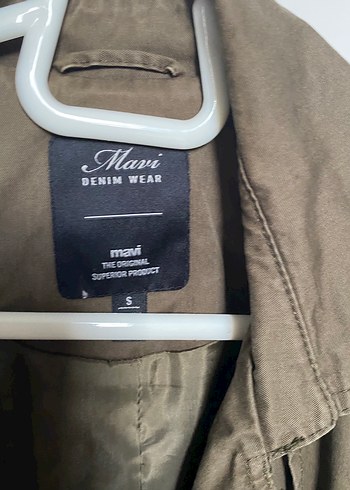 Mavi
DENIM WEAR
mavi
THE ORIGINAL
SUPERIOR PRODUCT
S